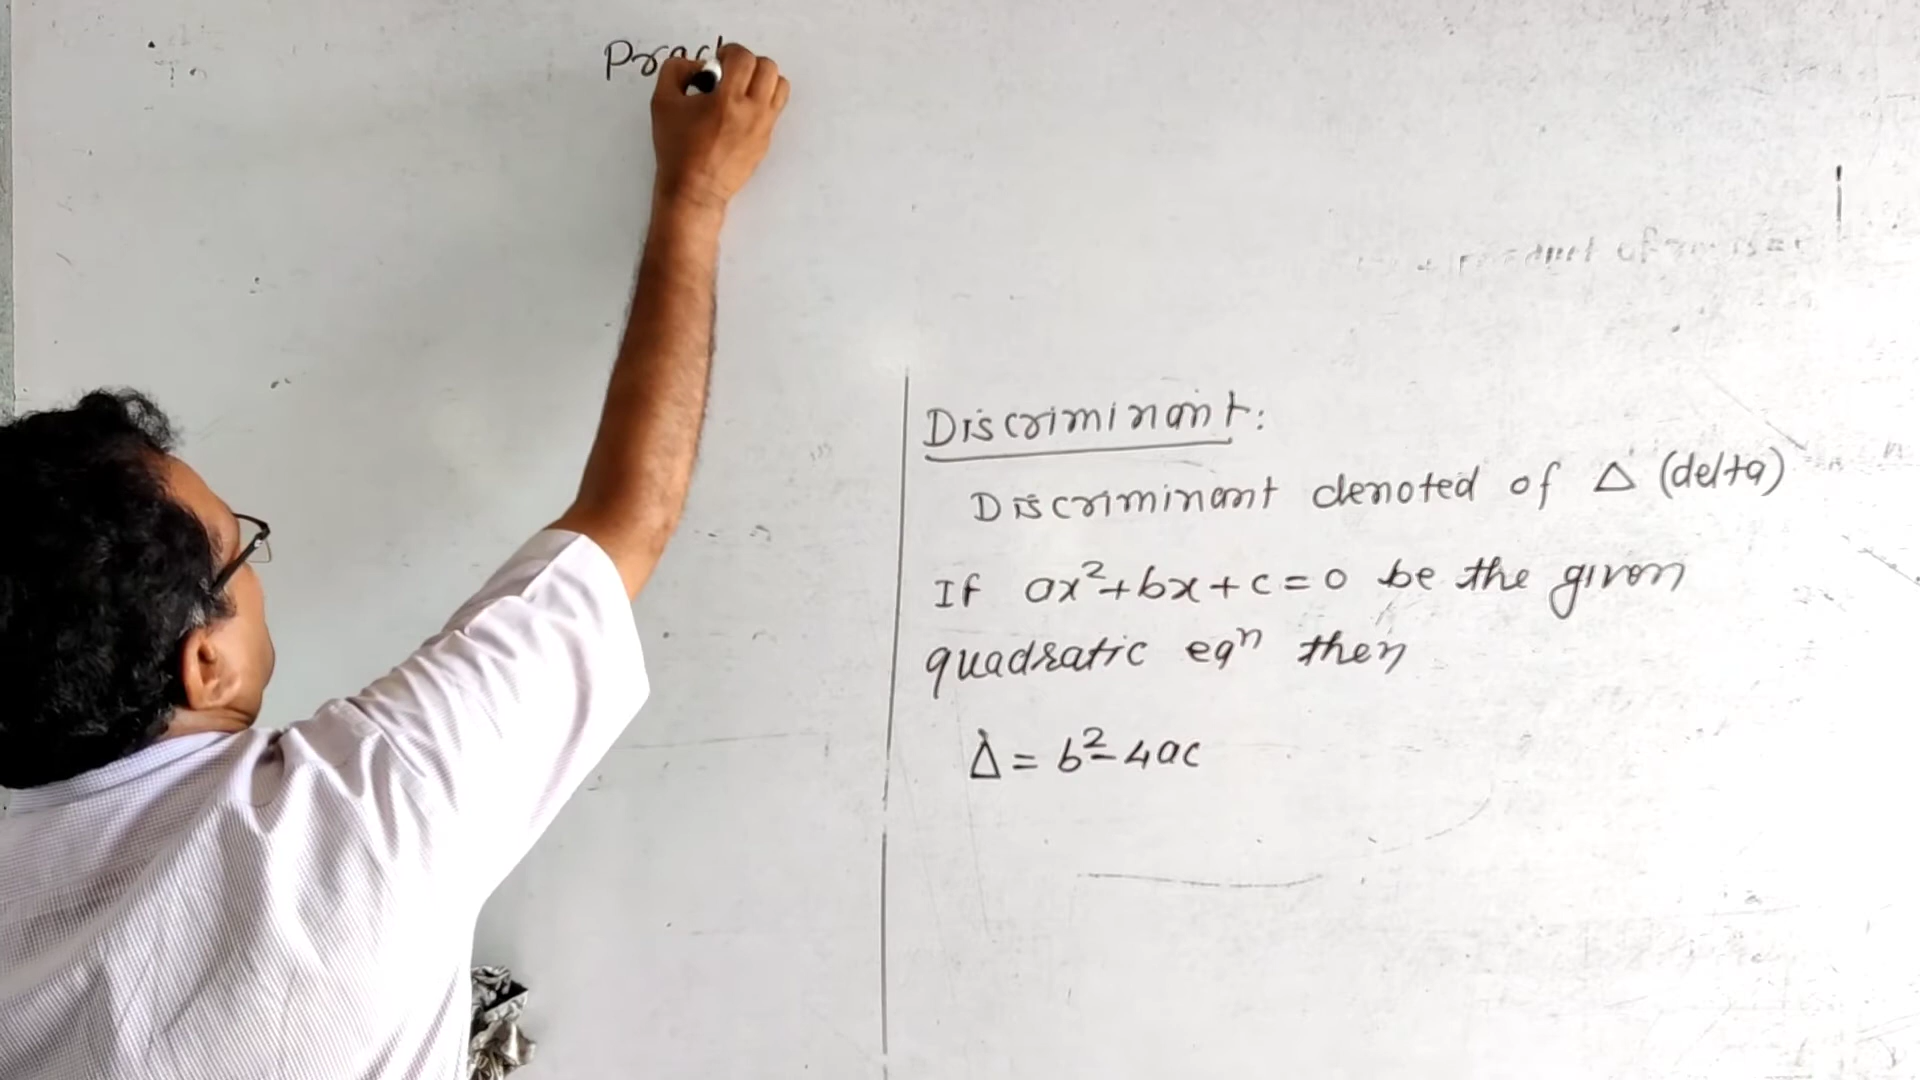 Discriminant:
Discriminant denoted of Δ (delta)
If ax²+bx+c=0 be the given
quadratic eqⁿ then
Δ = b²-4ac